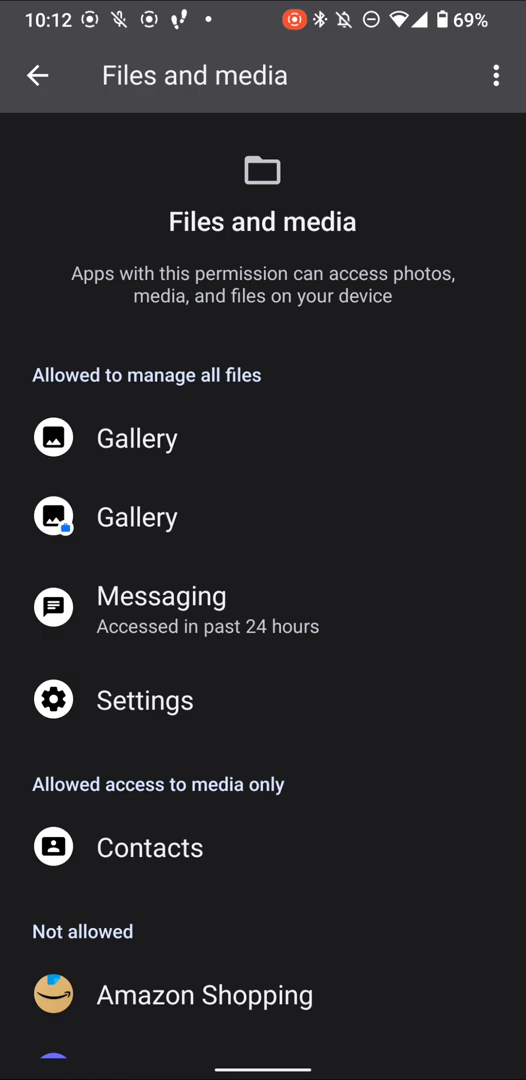 10:12 69%
Files and media
Files and media
Apps with this permission can access photos,
media, and files on your device
Allowed to manage all files
Gallery
Gallery
Messaging
Accessed in past 24 hours
Settings
Allowed access to media only
Contacts
Not allowed
Amazon Shopping